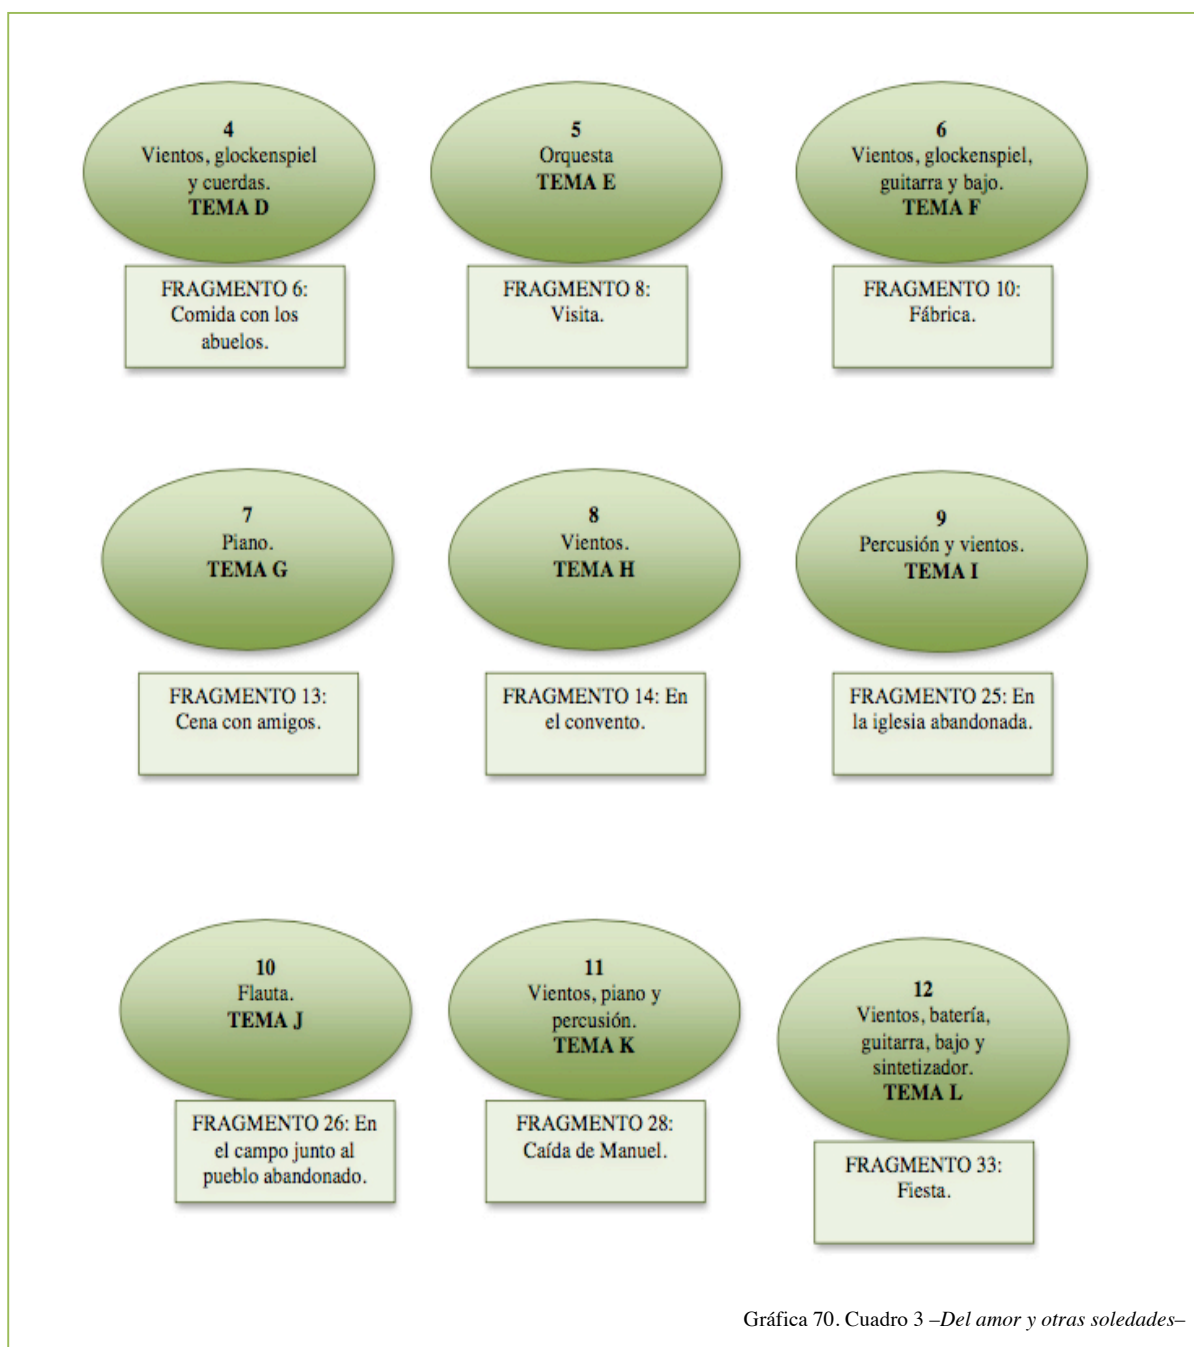 4
Vientos, glockenspiel
y cuerdas.
TEMA D
FRAGMENTO 6:
Comida con los
abuelos.
5
Orquesta
TEMA E
FRAGMENTO 8:
Visita.
6
Vientos, glockenspiel,
guitarra y bajo.
TEMA F
FRAGMENTO 10:
Fábrica.
7
Piano.
TEMA G
FRAGMENTO 13:
Cena con amigos.
8
Vientos.
TEMA H
FRAGMENTO 14: En
el convento.
9
Percusión y vientos.
TEMA I
FRAGMENTO 25: En
la iglesia abandonada.
10
Flauta.
TEMA J
FRAGMENTO 26: En
el campo junto al
pueblo abandonado.
11
Vientos, piano y
percusión.
TEMA K
FRAGMENTO 28:
Caída de Manuel.
12
Vientos, batería,
guitarra, bajo y
sintetizador.
TEMA L
FRAGMENTO 33:
Fiesta.
Gráfica 70. Cuadro 3 –Del amor y otras soledades–